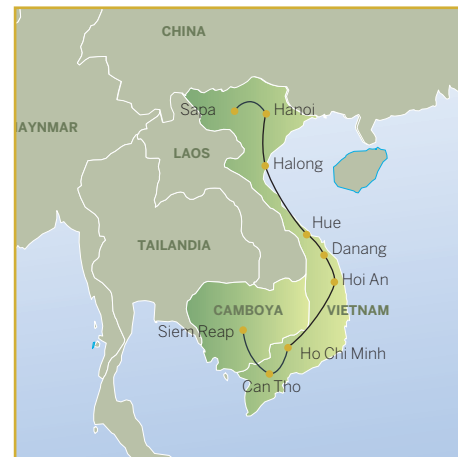 CHINA
Sapa
Hanoi
AYNMAR
LAOS
Halong
Hue
TAILANDIA
Danang
Hoi An
CAMBOYA
VIETNAM
Siem Reap
Ho Chi Minh
Can Tho